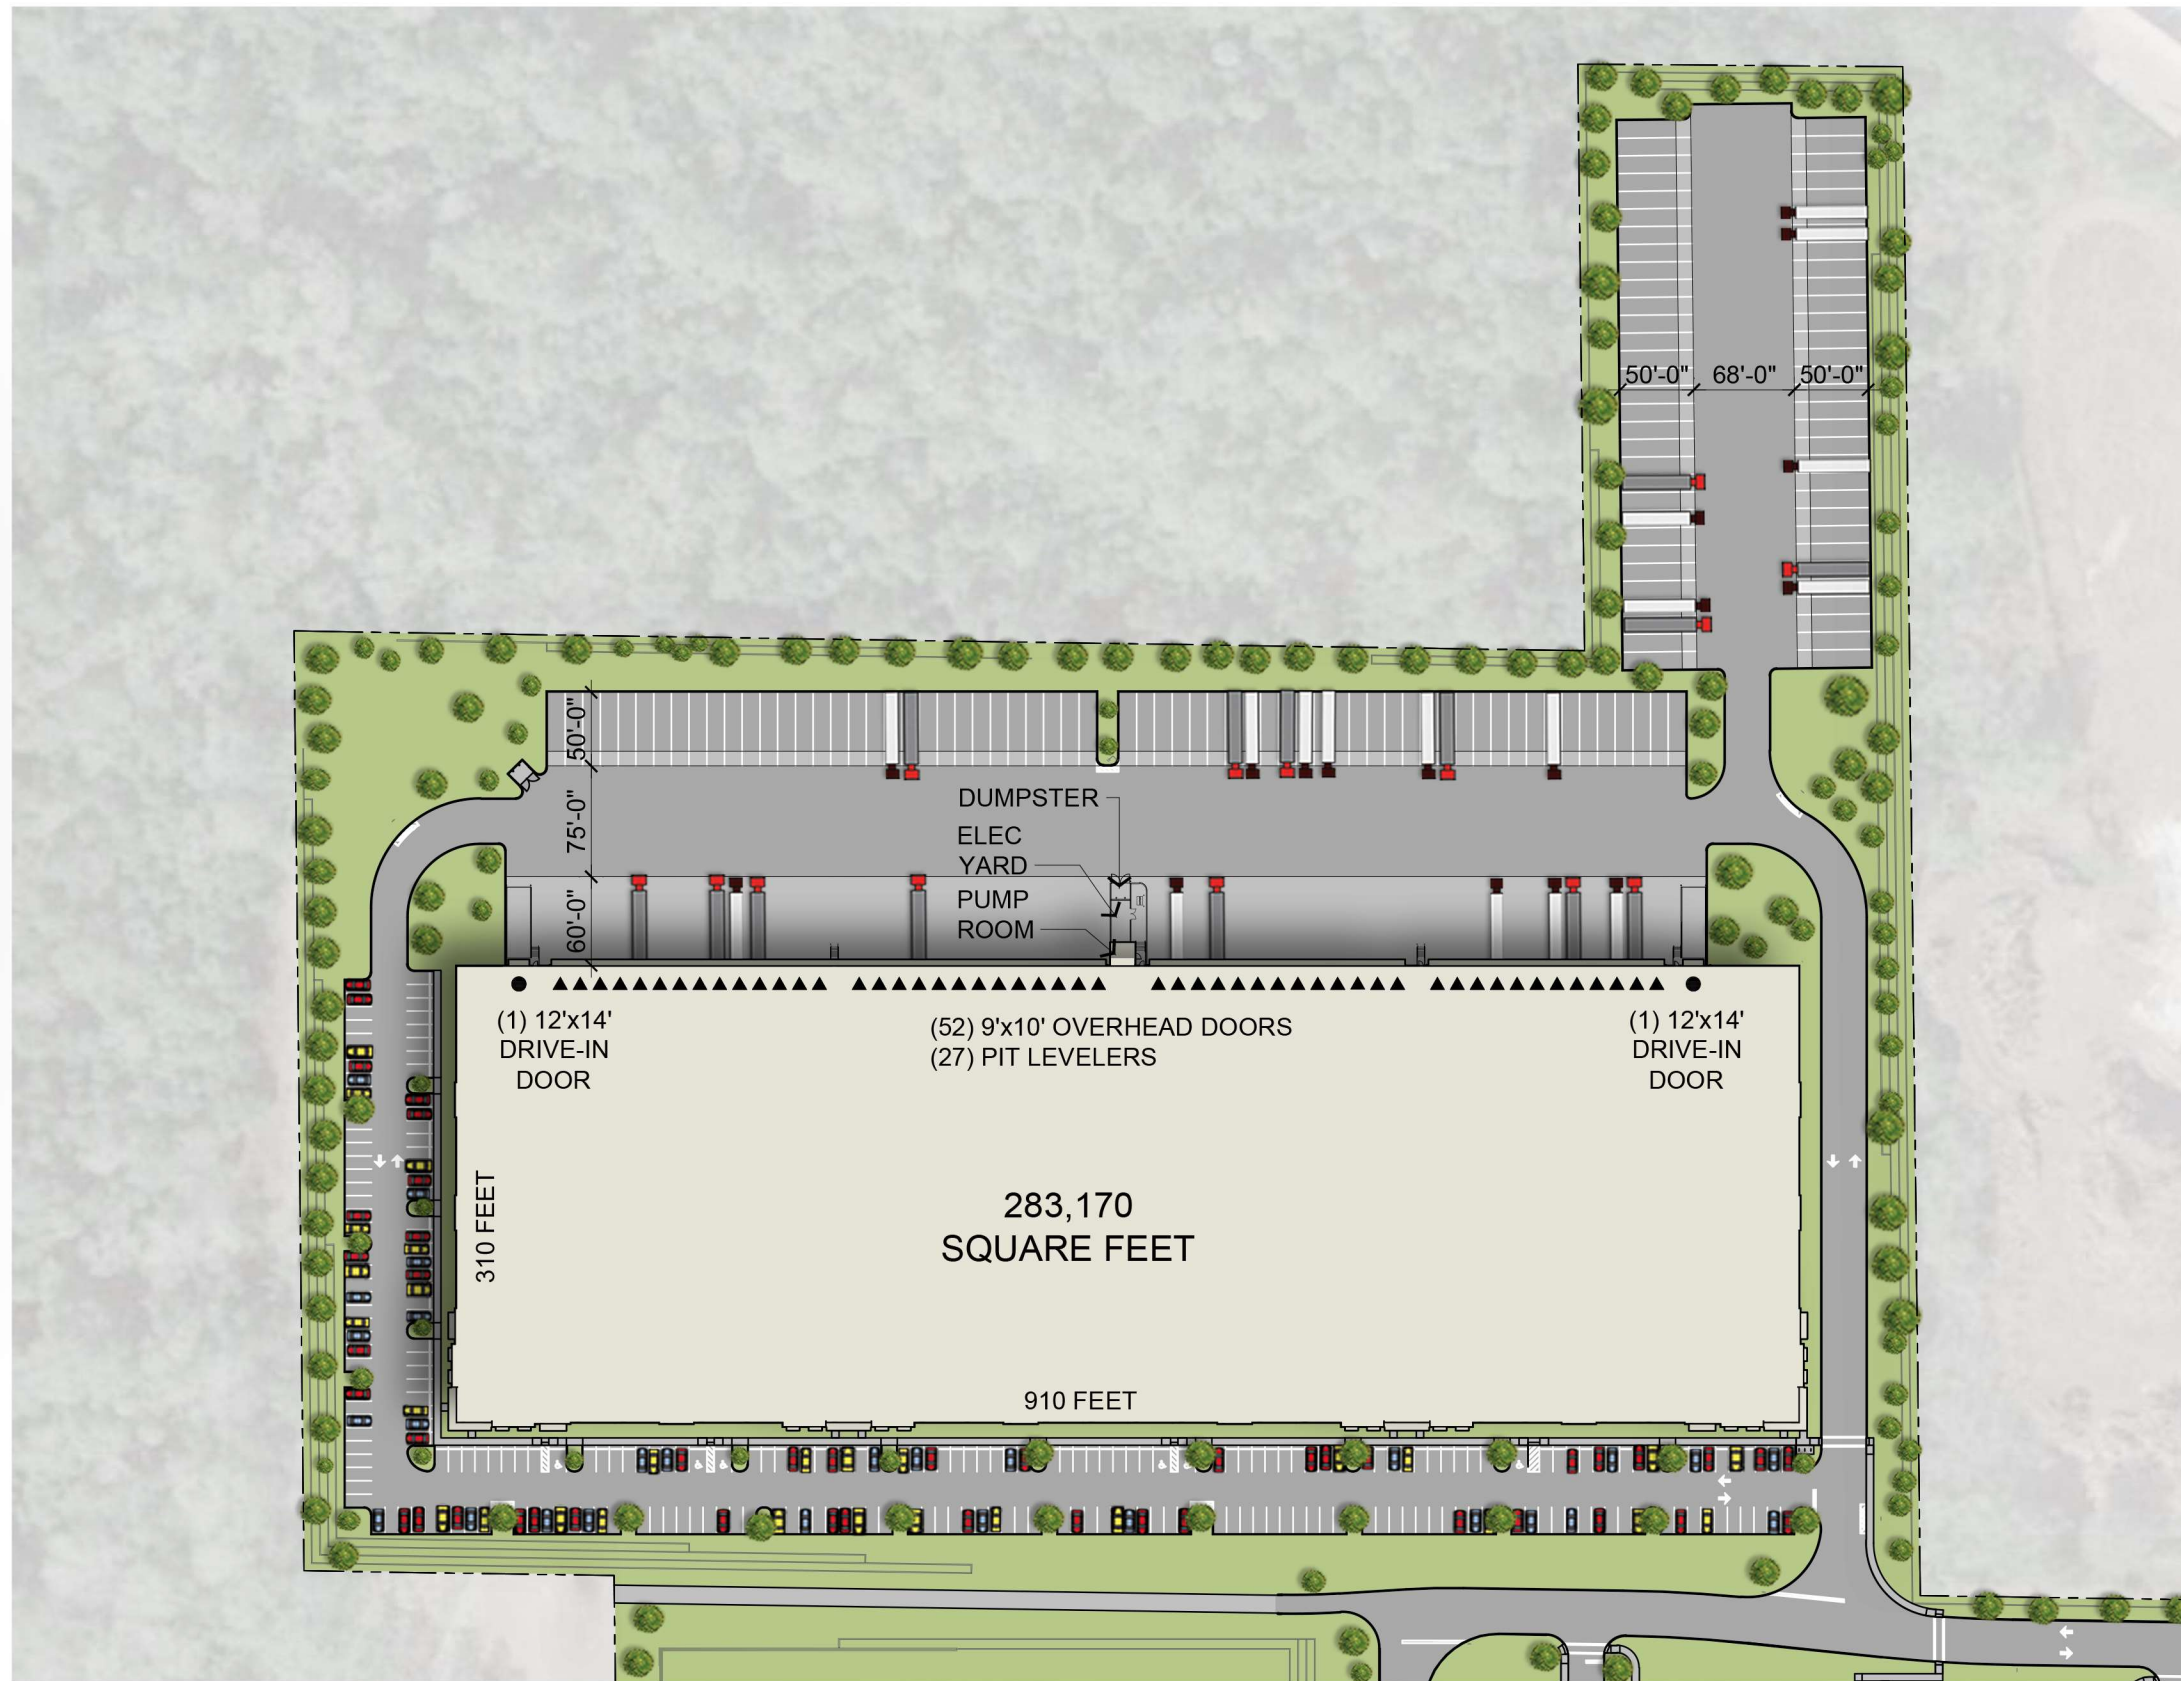 50'-0" 68'-0" 50'-0"
50'-0"
75'-0"
60'-0"
DUMPSTER
ELEC
YARD
PUMP
ROOM
(1) 12'x14'
DRIVE-IN
DOOR
(52) 9'x10' OVERHEAD DOORS
(27) PIT LEVELERS
(1) 12'x14'
DRIVE-IN
DOOR
310 FEET
283,170
SQUARE FEET
910 FEET